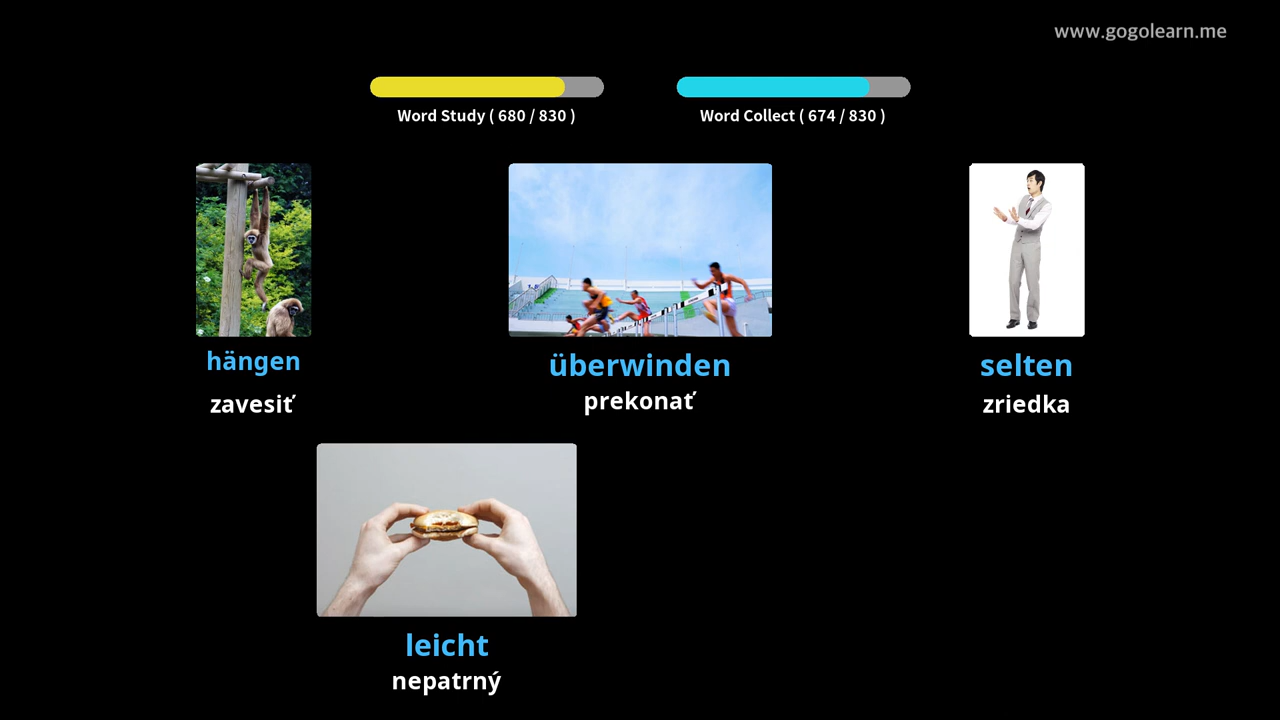 www.gogolearn.me
Word Study ( 680 / 830 )
Word Collect ( 674 / 830 )
hängen
zavesiť
überwinden
prekonať
selten
zriedka
leicht
nepatrný